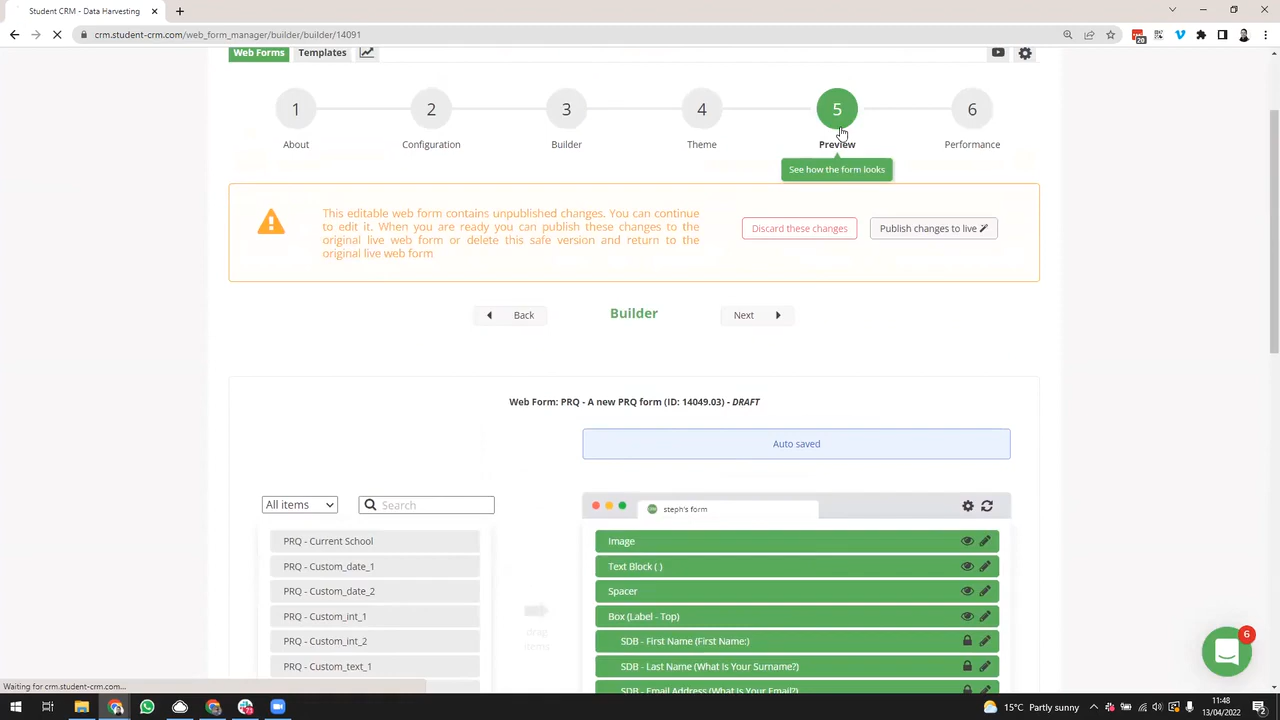 Student CRM - Data Harvesting
crm.student-crm.com/web_form_manager/builder/builder/14091
20
Web Forms
Templates
1
2
3
4
5
6
About
Configuration
Builder
Theme
Preview
Performance
See how the form looks
This editable web form contains unpublished changes. You can continue
to edit it. When you are ready you can publish these changes to the
original live web form or delete this safe version and return to the
original live web form
Discard these changes
Publish changes to live
Back
Builder
Next
Web Form: PRQ - A new PRQ form (ID: 14049.03) - DRAFT
Auto saved
All items
Search
steph's form
PRQ - Current School
PRQ - Custom_date_1
PRQ - Custom_date_2
PRQ - Custom_int_1
PRQ - Custom_int_2
PRQ - Custom_text_1
drag
items
Image
Text Block ( )
Spacer
Box (Label - Top)
SDB - First Name (First Name:)
SDB - Last Name (What Is Your Surname?)
SDB - Email Address (What Is Your Email?)
6
Waiting for crm.student-crm.com...
15°C Partly sunny
11:48
13/04/2022
2